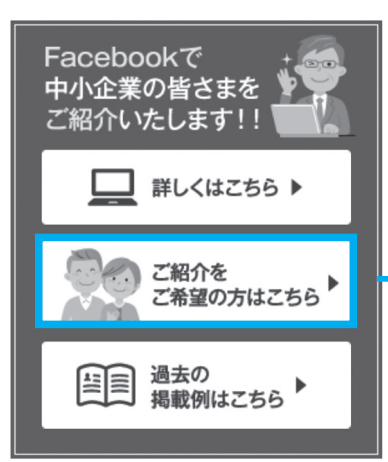 Facebookで
中小企業の皆さまを
ご紹介いたします!!
詳しくはこちら ▶
ご紹介を
ご希望の方はこちら ▶
過去の
掲載例はこちら ▶